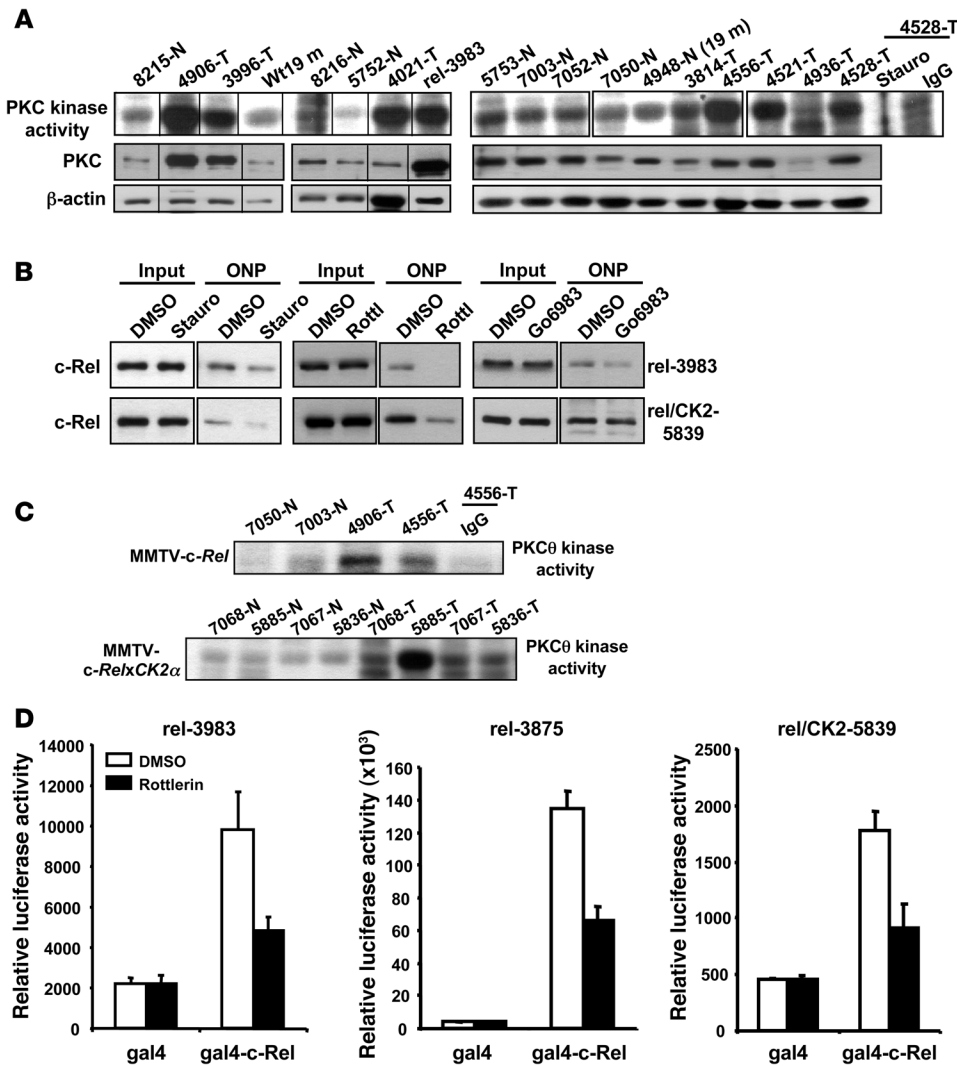 A
8215-N 4906-T 3996-T Wt19 m 8216-N 5752-N 4021-T rel-3983 5753-N 7003-N 7052-N 7050-N 4948-N (19 m) 3814-T 4556-T 4521-T 4936-T 4528-T Stauro IgG
4528-T
PKC kinase
activity
PKC
β-actin
B
Input ONP Input ONP Input ONP
DMSO Stauro DMSO Stauro DMSO Rottl DMSO Rottl DMSO Go6983 DMSO Go6983
c-Rel rel-3983
c-Rel rel/CK2-
5839
C
4556-T
7050-N 7003-N 4906-T 4556-T IgG
MMTV-c-Rel PKCθ kinase
activity
7068-N 5885-N 7067-N 5836-N 7068-T 5885-T 7067-T 5836-T
MMTV-
c-RelxCK2α PKCθ kinase
activity
D
rel-3983
DMSO
Rottlerin
Relative luciferase activity
14000
12000
10000
8000
6000
4000
2000
0
gal4 gal4-c-Rel
rel-3875
Relative luciferase activity (x10³)
160
140
120
100
80
60
40
20
0
gal4 gal4-c-Rel
rel/CK2-5839
Relative luciferase activity
2500
2000
1500
1000
500
0
gal4 gal4-c-Rel